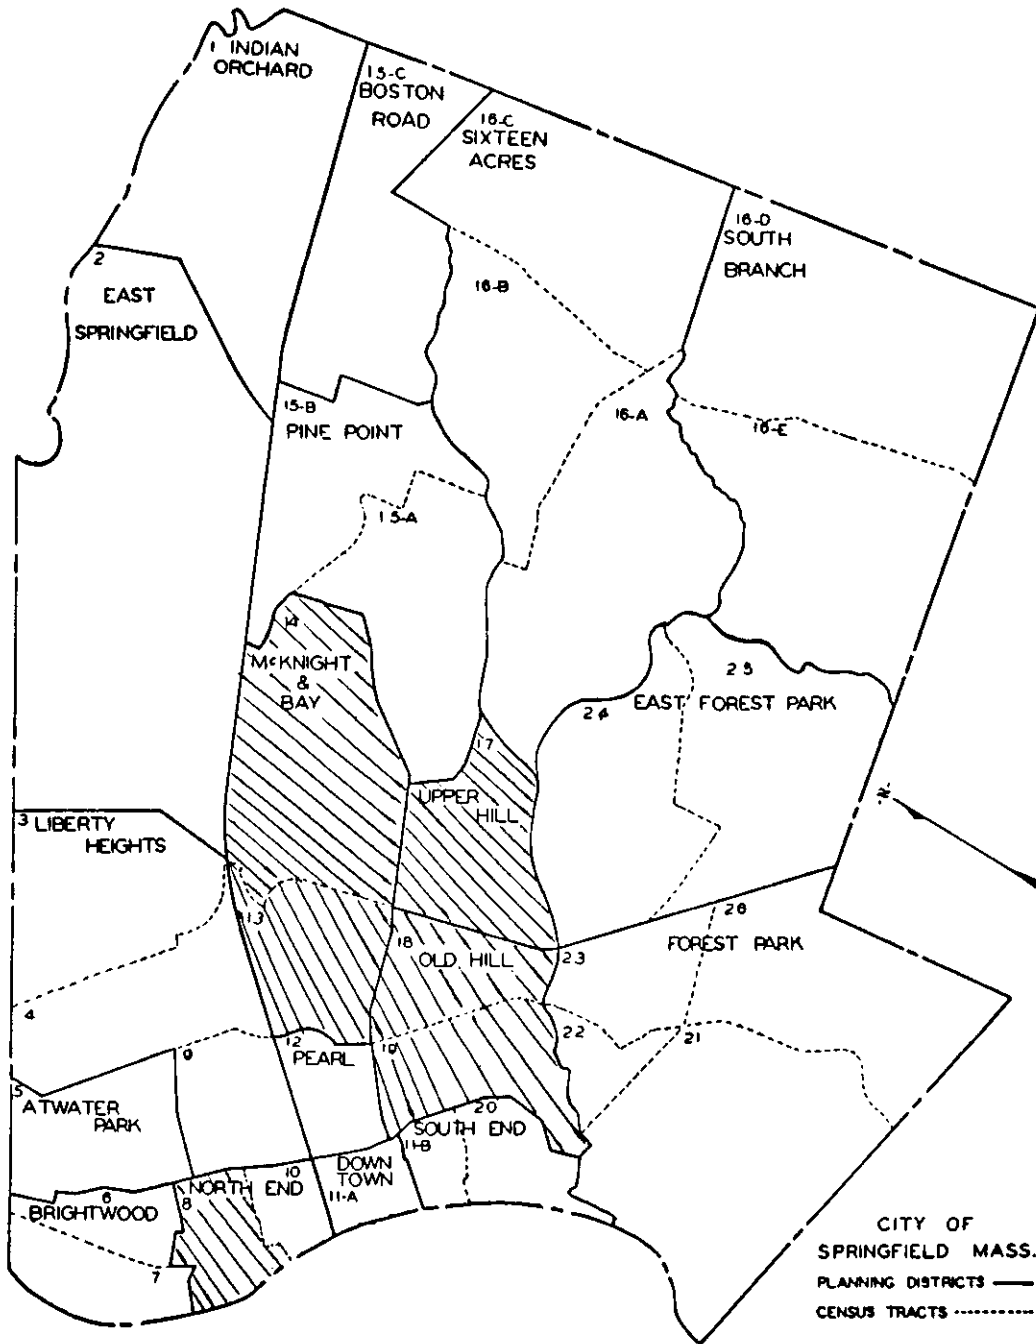 1 INDIAN
ORCHARD
15-C
BOSTON
ROAD
16-C
SIXTEEN
ACRES
16-D
SOUTH
BRANCH
2
EAST
SPRINGFIELD
16-B
15-B
PINE POINT
16-A
16-E
15-A
14
McKNIGHT
&
BAY
25
24
EAST FOREST PARK
17
UPPER
HILL
-N-
3 LIBERTY
HEIGHTS
13
18
OLD HILL
23
26
FOREST PARK
4
9
12
PEARL
19
22
21
5
ATWATER
PARK
20
SOUTH END
11-B
DOWN
TOWN
11-A
10
NORTH END
8
6
BRIGHTWOOD
7
CITY OF
SPRINGFIELD MASS.
PLANNING DISTRICTS
CENSUS TRACTS